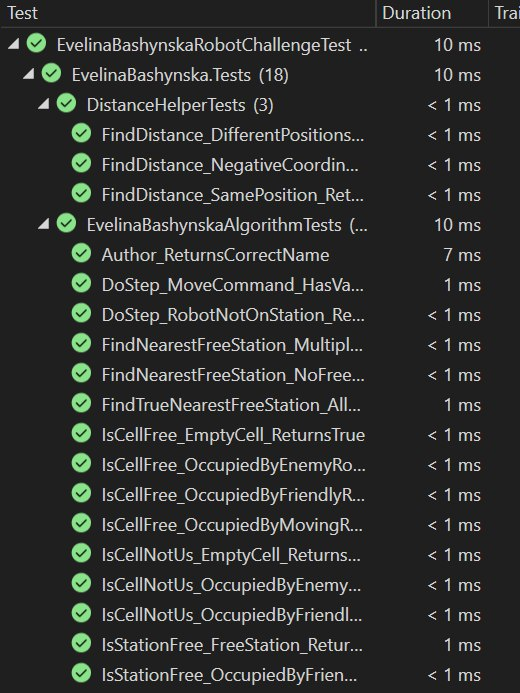 Test Duration Trai
EvelinaBashynskaRobotChallengeTest .. 10 ms
EvelinaBashynska.Tests (18) 10 ms
DistanceHelperTests (3) < 1 ms
FindDistance_DifferentPositions... < 1 ms
FindDistance_NegativeCoordin... < 1 ms
FindDistance_SamePosition_Ret... < 1 ms
EvelinaBashynskaAlgorithmTests (... 10 ms
Author_ReturnsCorrectName 7 ms
DoStep_MoveCommand_HasVa... 1 ms
DoStep_RobotNotOnStation_Re... < 1 ms
FindNearestFreeStation_Multipl... < 1 ms
FindNearestFreeStation_NoFree... < 1 ms
FindTrueNearestFreeStation_All... 1 ms
IsCellFree_EmptyCell_ReturnsTrue < 1 ms
IsCellFree_OccupiedByEnemyRo... < 1 ms
IsCellFree_OccupiedByFriendlyR... < 1 ms
IsCellFree_OccupiedByMovingR... < 1 ms
IsCellNotUs_EmptyCell_Returns... < 1 ms
IsCellNotUs_OccupiedByEnemy... < 1 ms
IsCellNotUs_OccupiedByFriendl... < 1 ms
IsStationFree_FreeStation_Retur... 1 ms
IsStationFree_OccupiedByFrien... < 1 ms